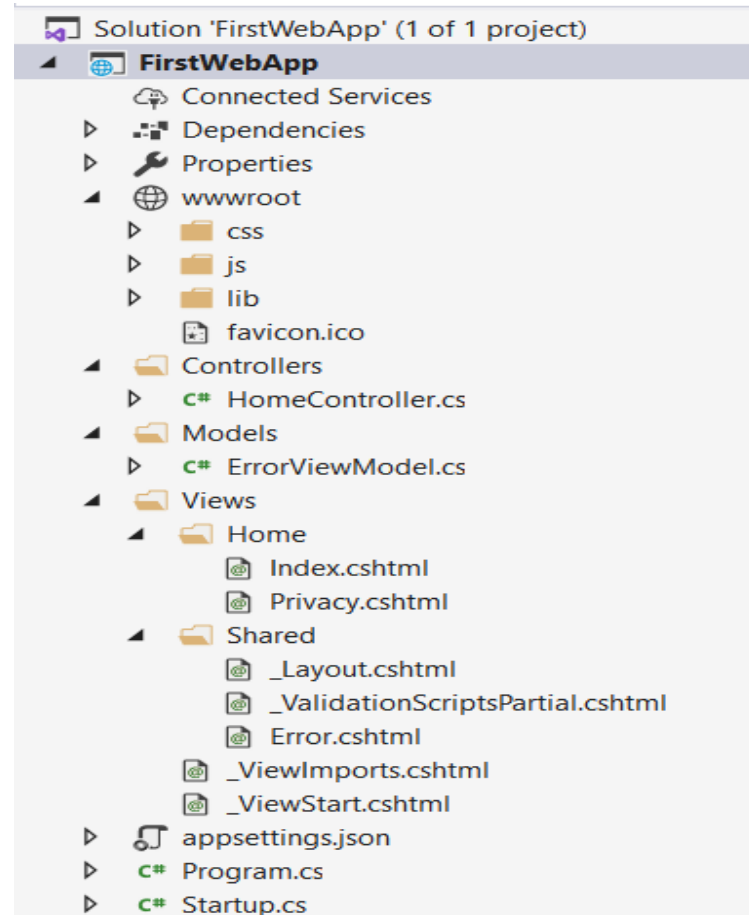 Solution 'FirstWebApp' (1 of 1 project)
FirstWebApp
Connected Services
Dependencies
Properties
wwwroot
css
js
lib
favicon.ico
Controllers
C# HomeController.cs
Models
C# ErrorViewModel.cs
Views
Home
Index.cshtml
Privacy.cshtml
Shared
_Layout.cshtml
_ValidationScriptsPartial.cshtml
Error.cshtml
_ViewImports.cshtml
_ViewStart.cshtml
appsettings.json
C# Program.cs
C# Startup.cs